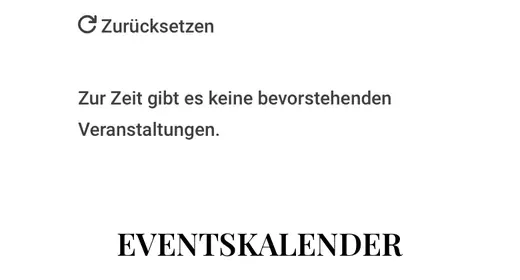 Zurücksetzen
Zur Zeit gibt es keine bevorstehenden
Veranstaltungen.
EVENTSKALENDER